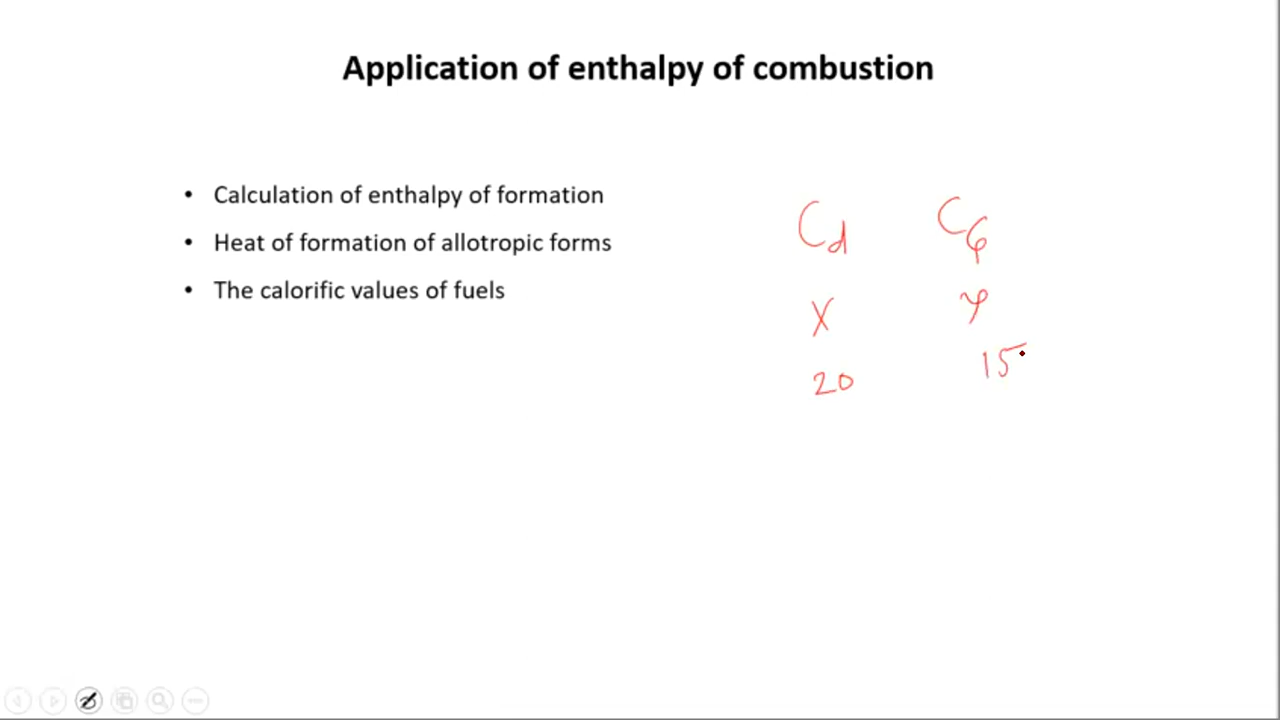 Application of enthalpy of combustion
• Calculation of enthalpy of formation
• Heat of formation of allotropic forms
• The calorific values of fuels
Cd CG
X y
20 15